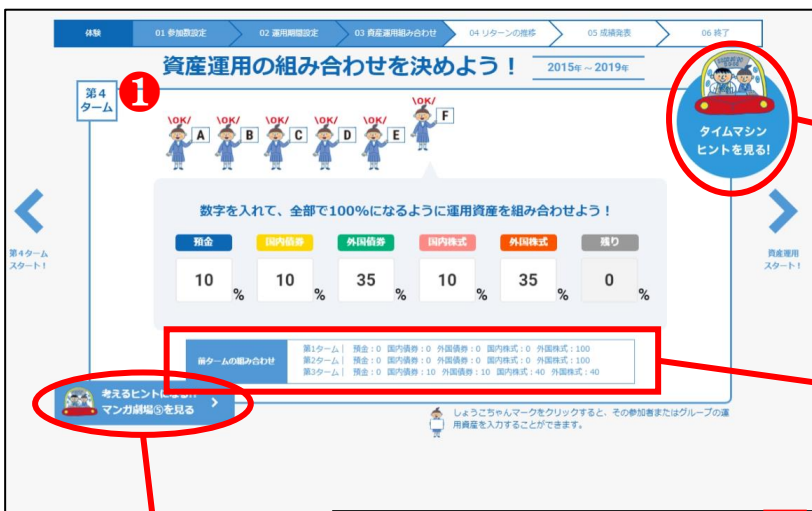 体験 01 参加数設定 02 運用期間設定 03 資産運用組み合わせ 04 リターンの推移 05 成績発表 06 終了
資産運用の組み合わせを決めよう！ 2015年～2019年
第4
ターム
❶
\OK/ \OK/ \OK/ \OK/ \OK/ \OK/
A B C D E F
タイムマシン
ヒントを見る!
数字を入れて、全部で100%になるように運用資産を組み合わせよう！
預金 国内債券 外国債券 国内株式 外国株式 残り
10 % 10 % 35 % 10 % 35 % 0 %
第4ターム
スタート！
資産運用
スタート！
前タームの組み合わせ
第1ターム｜ 預金：0 国内債券：0 外国債券：0 国内株式：0 外国株式：100
第2ターム｜ 預金：0 国内債券：0 外国債券：0 国内株式：0 外国株式：100
第3ターム｜ 預金：0 国内債券：10 外国債券：10 国内株式：40 外国株式：40
考えるヒントになる!!
マンガ劇場⑤を見る
しょうこちゃんマークをクリックすると、その参加者またはグループの運
用資産を入力することができます。